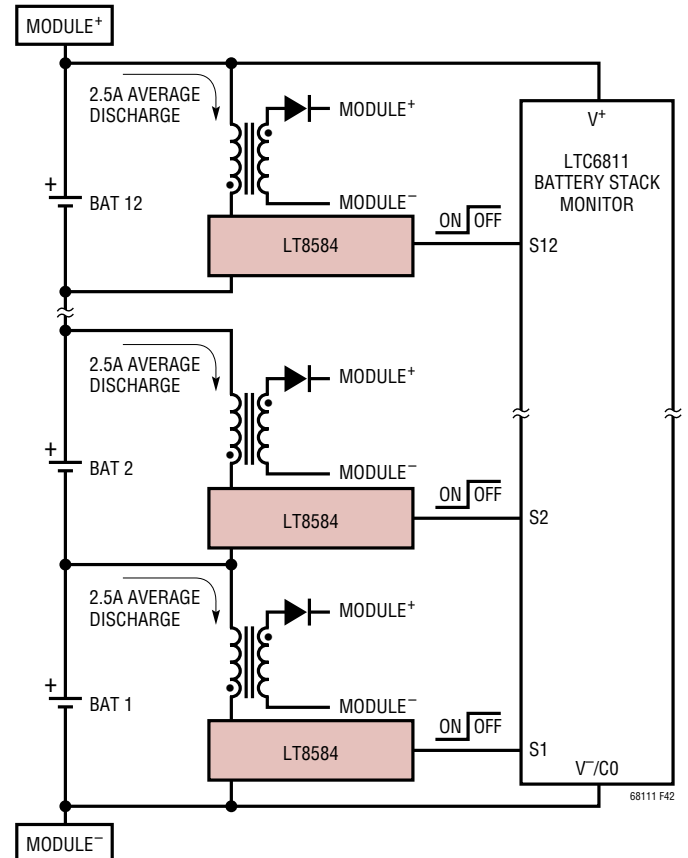 MODULE⁺
2.5A AVERAGE
DISCHARGE
MODULE⁺
V⁺
LTC6811
BATTERY STACK
MONITOR
+
BAT 12
MODULE⁻
ON OFF
LT8584
S12
2.5A AVERAGE
DISCHARGE
MODULE⁺
+
BAT 2
MODULE⁻
ON OFF
LT8584
S2
2.5A AVERAGE
DISCHARGE
MODULE⁺
+
BAT 1
MODULE⁻
ON OFF
LT8584
S1
V⁻/C0
68111 F42
MODULE⁻